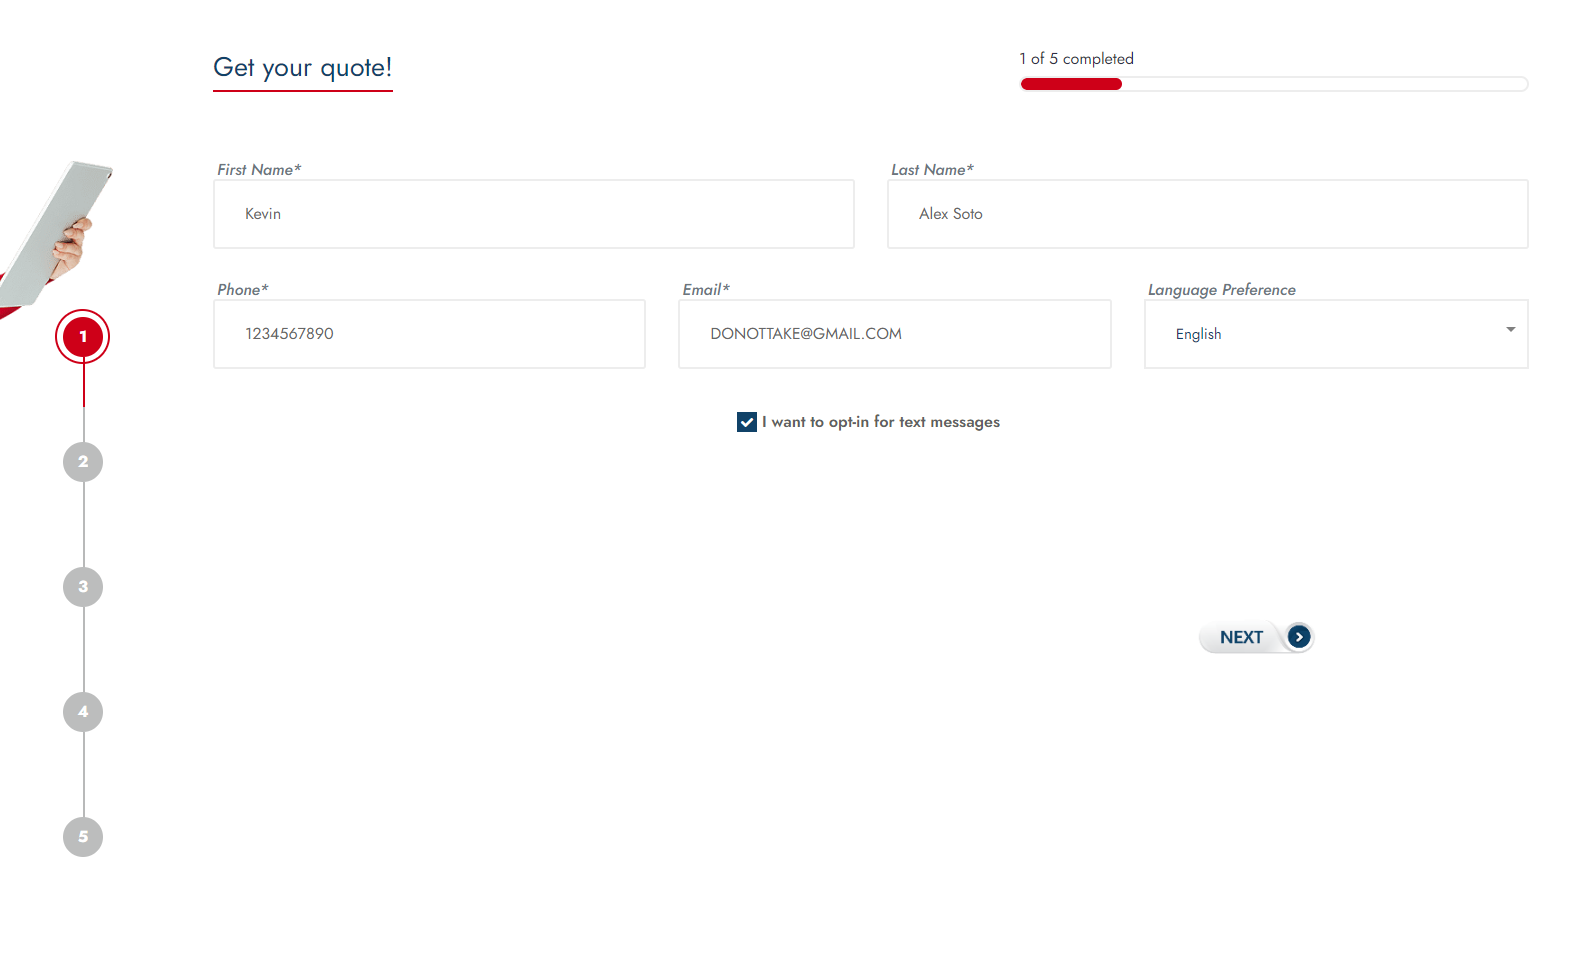 Get your quote!
1 of 5 completed
First Name*
Last Name*
Kevin
Alex Soto
Phone*
Email*
Language Preference
1234567890
DONOTTAKE@GMAIL.COM
English
I want to opt-in for text messages
1
2
3
4
5
NEXT